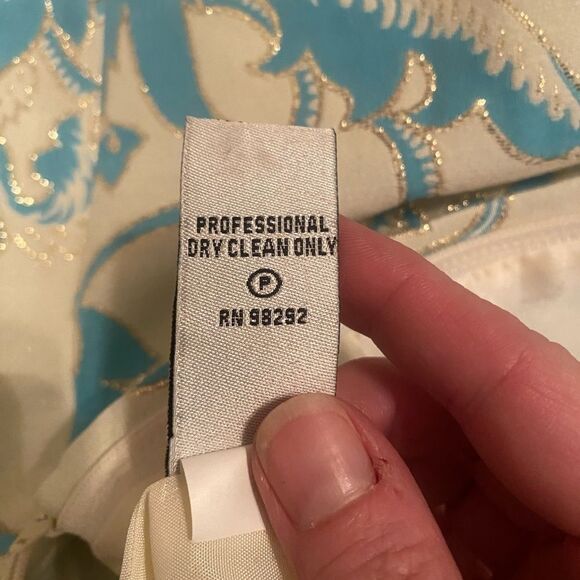 PROFESSIONAL
DRY CLEAN ONLY
P
RN 98292